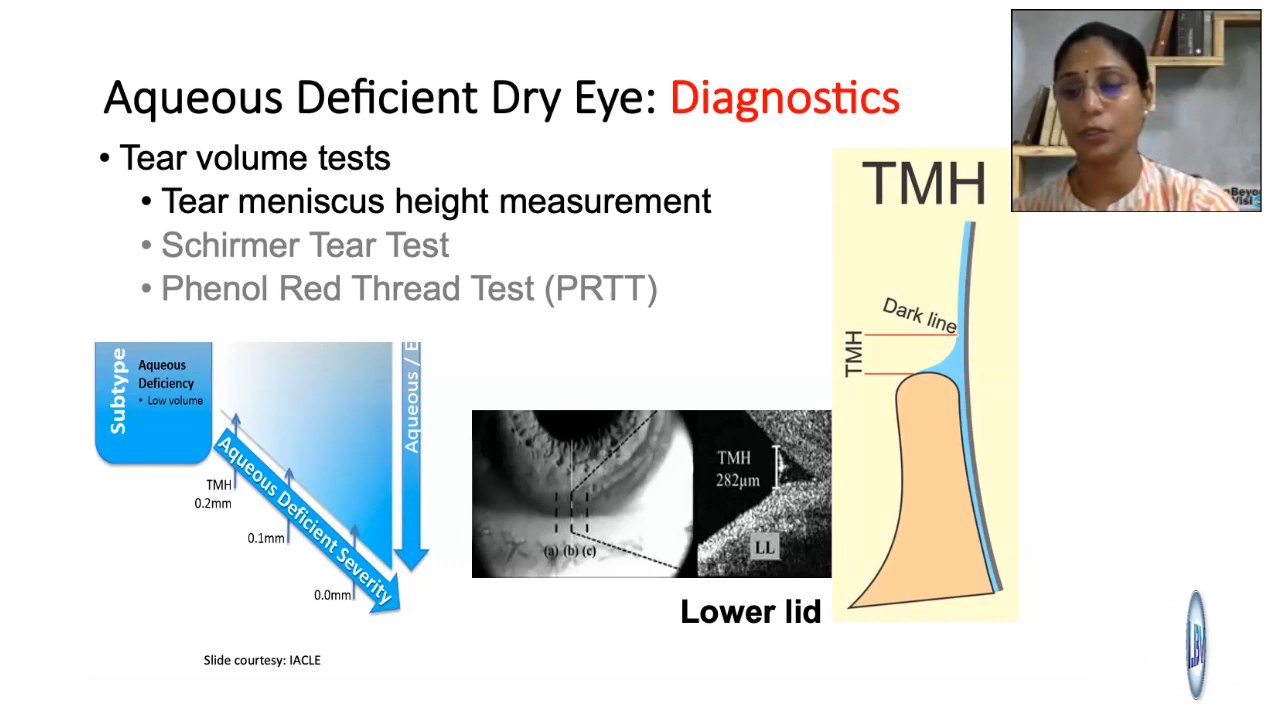 Aqueous Deficient Dry Eye: Diagnostics
• Tear volume tests
• Tear meniscus height measurement
• Schirmer Tear Test
• Phenol Red Thread Test (PRTT)
TMH
Dark line
TMH
Subtype
Aqueous
Deficiency
• Low volume
Aqueous /
Aqueous Deficient Severity
TMH
0.2mm
0.1mm
0.0mm
TMH
282µm
(a) (b) (c)
LL
Lower lid
Slide courtesy: IACLE